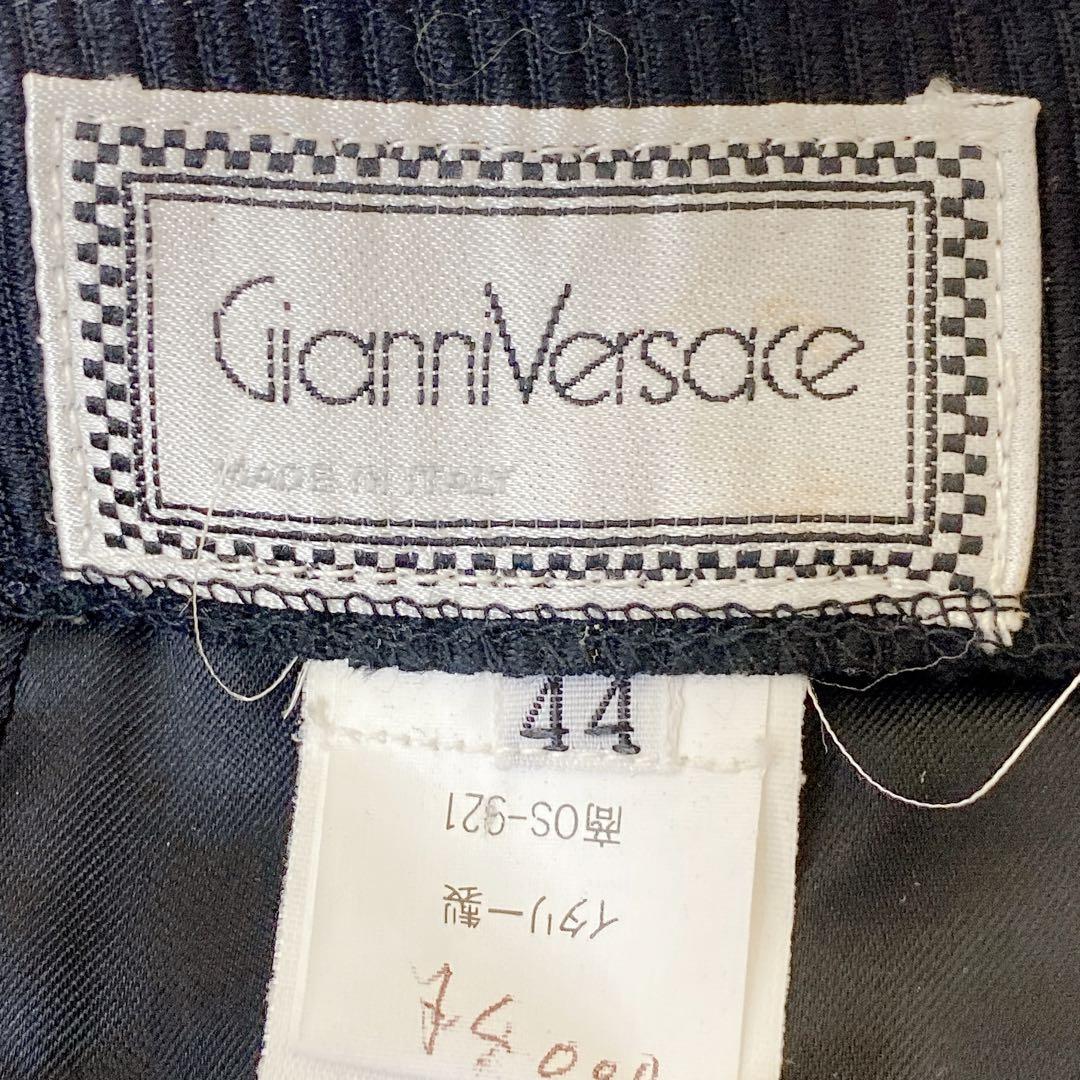 GianniVersace
MADE IN ITALY
44
商OS-921
イタリー製